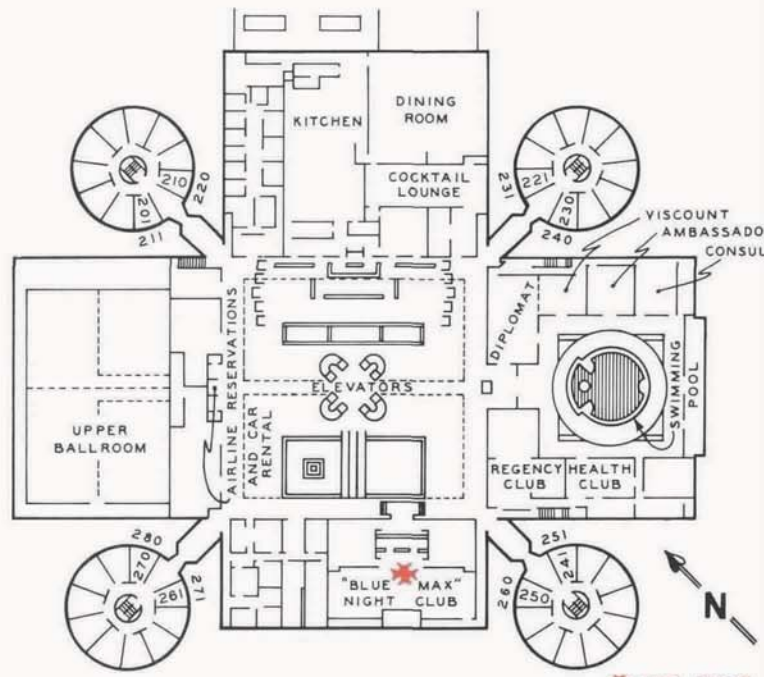 DINING
ROOM
KITCHEN
COCKTAIL
LOUNGE
210
220
201
211
231
221
230
240
VISCOUNT
AMBASSADO
CONSUL
DIPLOMAT
SWIMMING
POOL
AIRLINE RESERVATIONS
AND CAR
RENTAL
ELEVATORS
UPPER
BALLROOM
REGENCY
CLUB
HEALTH
CLUB
280
270
261
271
251
241
260
250
"BLUE MAX"
NIGHT CLUB
N